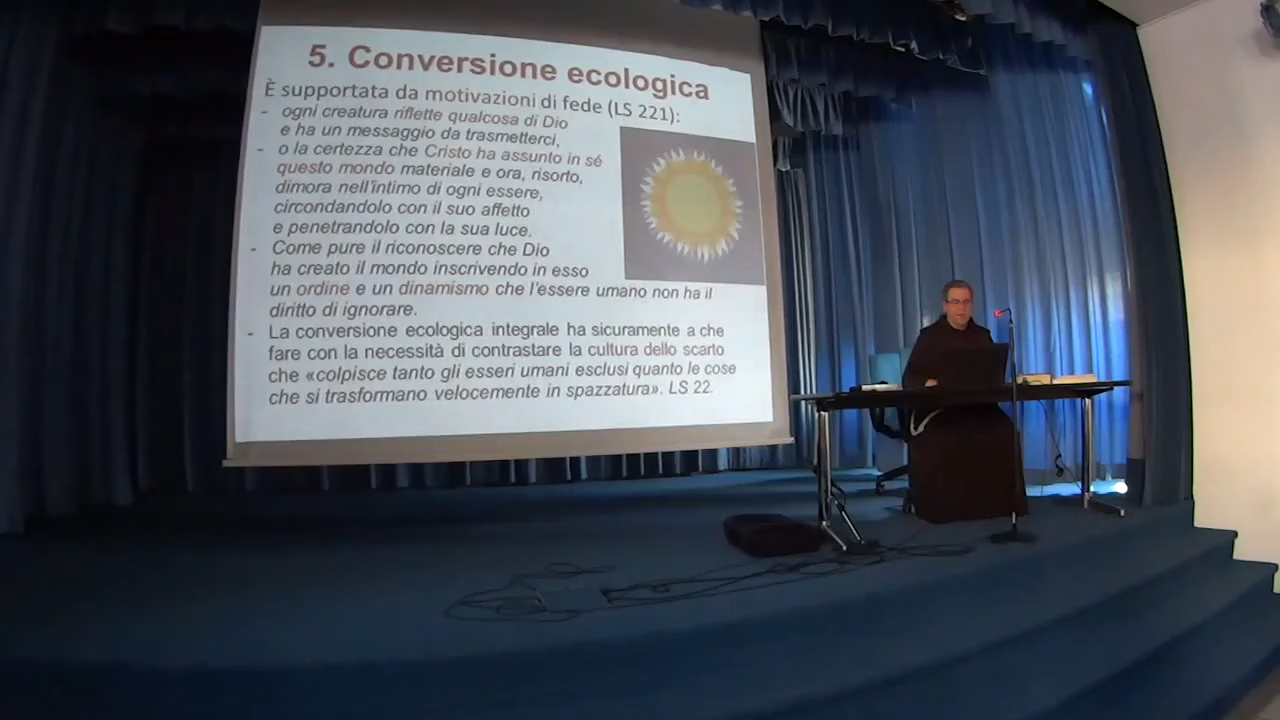 5. Conversione ecologica
È supportata da motivazioni di fede (LS 221):
- ogni creatura riflette qualcosa di Dio
e ha un messaggio da trasmetterci,
- o la certezza che Cristo ha assunto in sé
questo mondo materiale e ora, risorto,
dimora nell'intimo di ogni essere,
circondandolo con il suo affetto
e penetrandolo con la sua luce.
- Come pure il riconoscere che Dio
ha creato il mondo inscrivendo in esso
un ordine e un dinamismo che l'essere umano non ha il
diritto di ignorare.
- La conversione ecologica integrale ha sicuramente a che
fare con la necessità di contrastare la cultura dello scarto
che «colpisce tanto gli esseri umani esclusi quanto le cose
che si trasformano velocemente in spazzatura». LS 22.